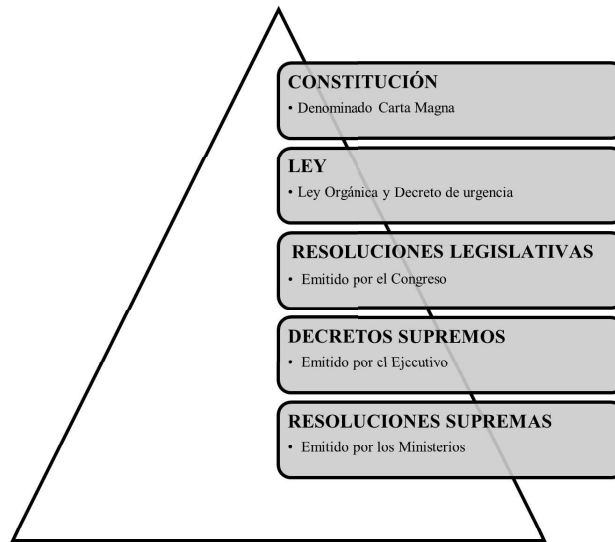 CONSTITUCIÓN
• Denominado Carta Magna
LEY
• Ley Orgánica y Decreto de urgencia
RESOLUCIONES LEGISLATIVAS
• Emitido por el Congreso
DECRETOS SUPREMOS
• Emitido por el Ejecutivo
RESOLUCIONES SUPREMAS
• Emitido por los Ministerios